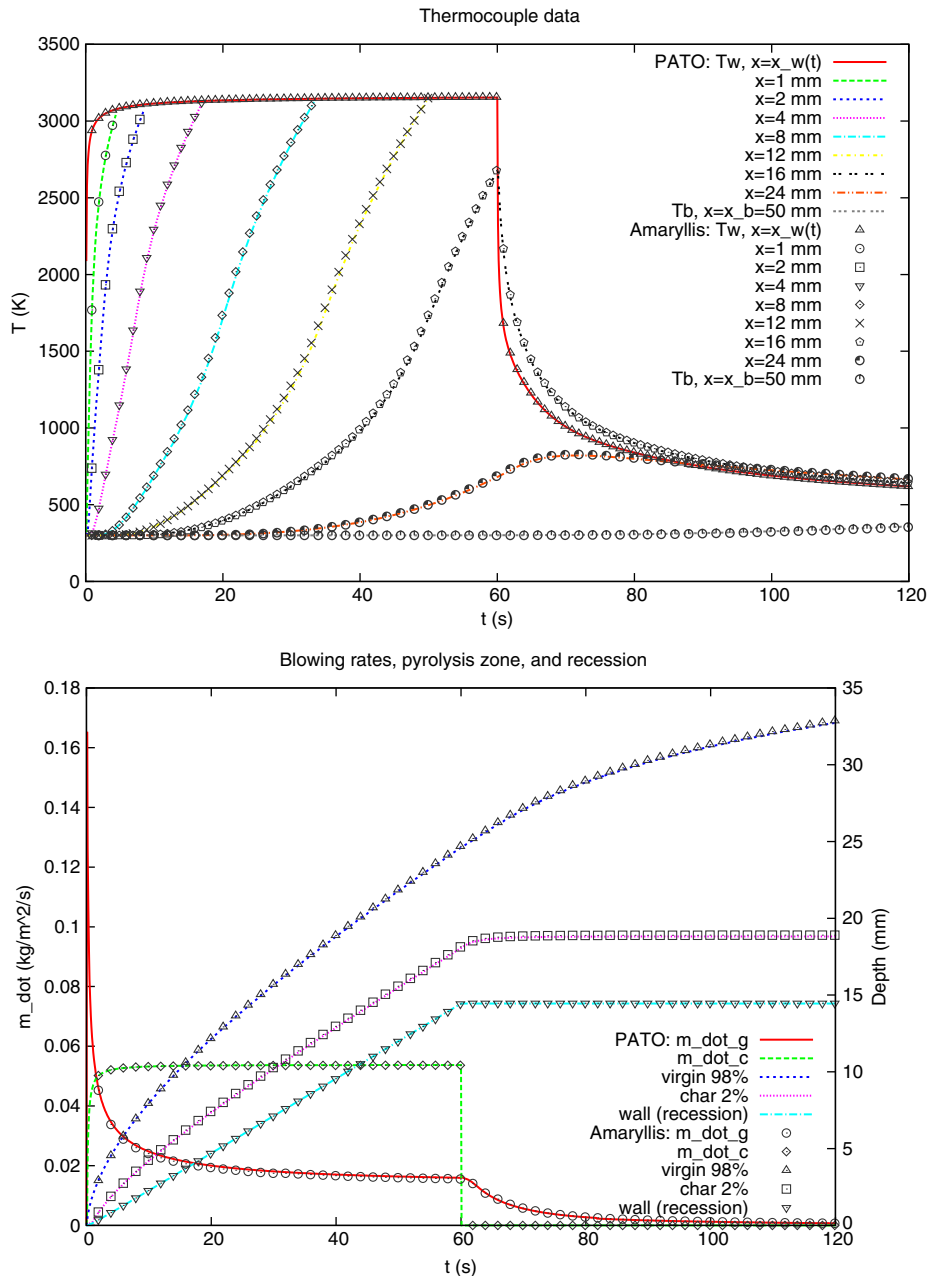 Thermocouple data
3500
3000
2500
2000
1500
1000
500
0
T (K)
0
20
40
60
80
100
120
t (s)
PATO: Tw, x=x_w(t)
x=1 mm
x=2 mm
x=4 mm
x=8 mm
x=12 mm
x=16 mm
x=24 mm
Tb, x=x_b=50 mm
Amaryllis: Tw, x=x_w(t)
x=1 mm
x=2 mm
x=4 mm
x=8 mm
x=12 mm
x=16 mm
x=24 mm
Tb, x=x_b=50 mm
Blowing rates, pyrolysis zone, and recession
0.18
0.16
0.14
0.12
0.1
0.08
0.06
0.04
0.02
0
m_dot (kg/m^2/s)
0
20
40
60
80
100
120
t (s)
35
30
25
20
15
10
5
0
Depth (mm)
PATO: m_dot_g
m_dot_c
virgin 98%
char 2%
wall (recession)
Amaryllis: m_dot_g
m_dot_c
virgin 98%
char 2%
wall (recession)